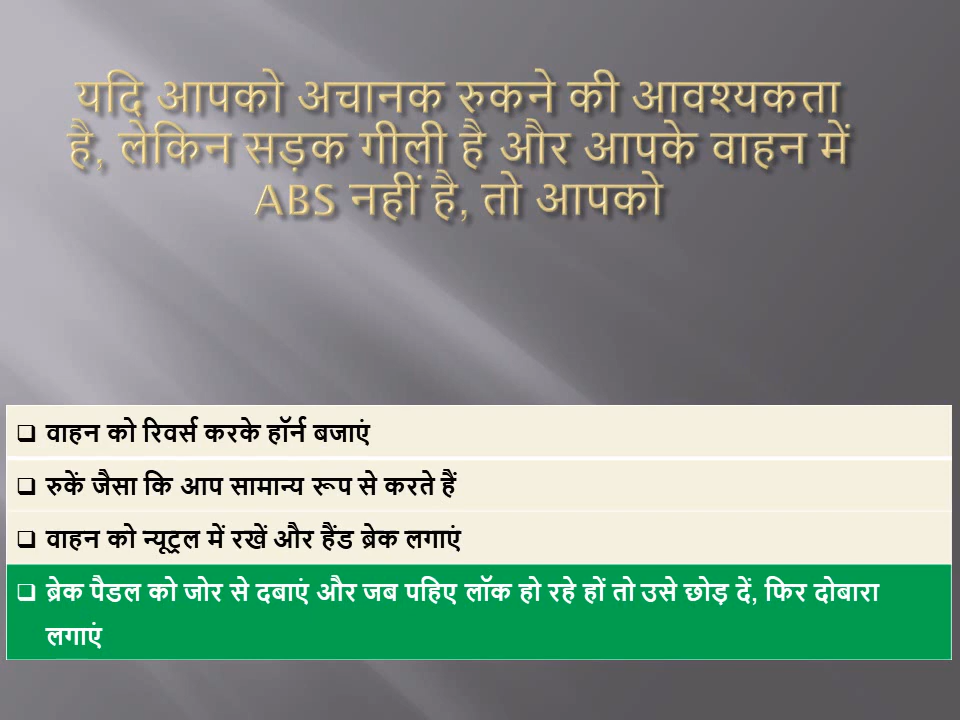 यदि आपको अचानक रुकने की आवश्यकता
है, लेकिन सड़क गीली है और आपके वाहन में
ABS नहीं है, तो आपको
वाहन को रिवर्स करके हॉर्न बजाएं
रुकें जैसा कि आप सामान्य रूप से करते हैं
वाहन को न्यूट्रल में रखें और हैंड ब्रेक लगाएं
ब्रेक पैडल को जोर से दबाएं और जब पहिए लॉक हो रहे हों तो उसे छोड़ दें, फिर दोबारा
लगाएं